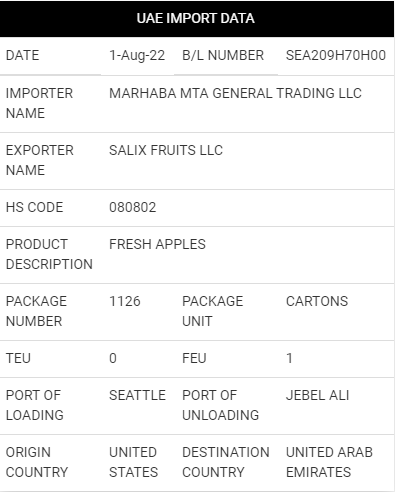 UAE IMPORT DATA
DATE 1-Aug-22 B/L NUMBER SEA209H70H00
IMPORTER NAME MARHABA MTA GENERAL TRADING LLC
EXPORTER NAME SALIX FRUITS LLC
HS CODE 080802
PRODUCT DESCRIPTION FRESH APPLES
PACKAGE NUMBER 1126 PACKAGE UNIT CARTONS
TEU 0 FEU 1
PORT OF LOADING SEATTLE PORT OF UNLOADING JEBEL ALI
ORIGIN COUNTRY UNITED STATES DESTINATION COUNTRY UNITED ARAB EMIRATES